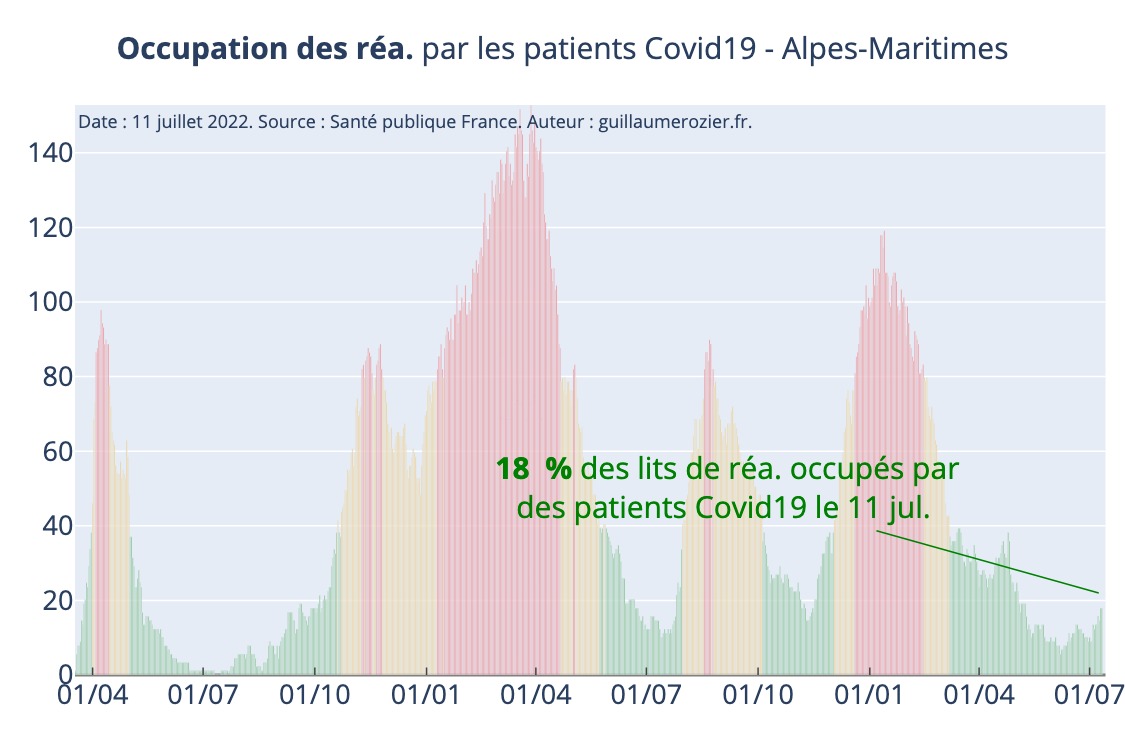 Occupation des réa. par les patients Covid19 - Alpes-Maritimes
Date : 11 juillet 2022. Source : Santé publique France. Auteur : guillaumerozier.fr.
140
120
100
80
60
18 % des lits de réa. occupés par
des patients Covid19 le 11 jul.
40
20
0
01/04 01/07 01/10 01/01 01/04 01/07 01/10 01/01 01/04 01/07